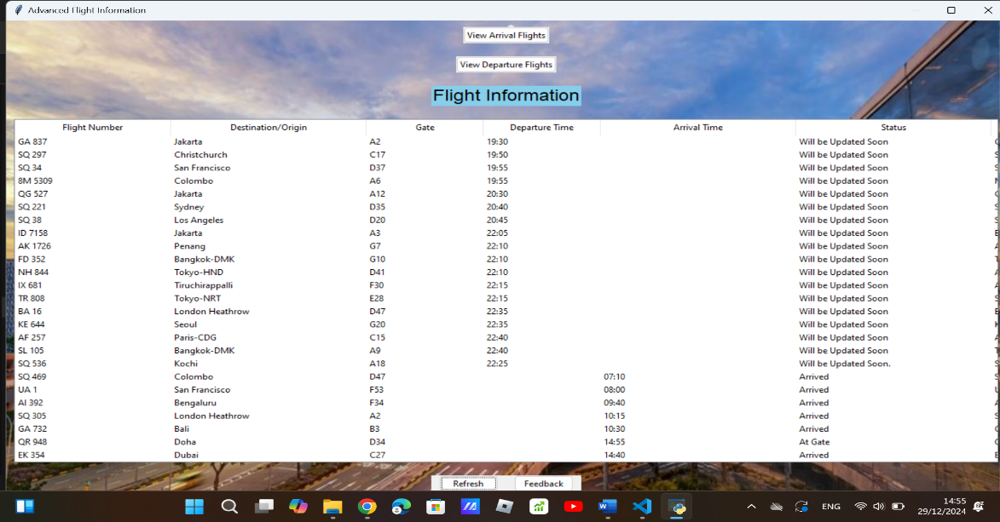 Advanced Flight Information
View Arrival Flights
View Departure Flights
Flight Information
Flight Number Destination/Origin Gate Departure Time Arrival Time Status
GA 837 Jakarta A2 19:30 Will be Updated Soon
SQ 297 Christchurch C17 19:50 Will be Updated Soon
SQ 34 San Francisco D37 19:55 Will be Updated Soon
8M 5309 Colombo A6 19:55 Will be Updated Soon
QG 527 Jakarta A12 20:30 Will be Updated Soon
SQ 221 Sydney D35 20:40 Will be Updated Soon
SQ 38 Los Angeles D20 20:45 Will be Updated Soon
ID 7158 Jakarta A3 22:05 Will be Updated Soon
AK 1726 Penang G7 22:10 Will be Updated Soon
FD 352 Bangkok-DMK G10 22:10 Will be Updated Soon
NH 844 Tokyo-HND D41 22:10 Will be Updated Soon
IX 681 Tiruchirappalli F30 22:15 Will be Updated Soon
TR 808 Tokyo-NRT E28 22:15 Will be Updated Soon
BA 16 London Heathrow D47 22:35 Will be Updated Soon
KE 644 Seoul G20 22:35 Will be Updated Soon
AF 257 Paris-CDG C15 22:40 Will be Updated Soon
SL 105 Bangkok-DMK A9 22:40 Will be Updated Soon
SQ 536 Kochi A18 22:25 Will be Updated Soon.
SQ 469 Colombo D47 07:10 Arrived
UA 1 San Francisco F53 08:00 Arrived
AI 392 Bengaluru F34 09:40 Arrived
SQ 305 London Heathrow A2 10:15 Arrived
GA 732 Bali B3 10:30 Arrived
QR 948 Doha D34 14:55 At Gate
EK 354 Dubai C27 14:40 Arrived
Refresh Feedback
ENG 14:55
29/12/2024